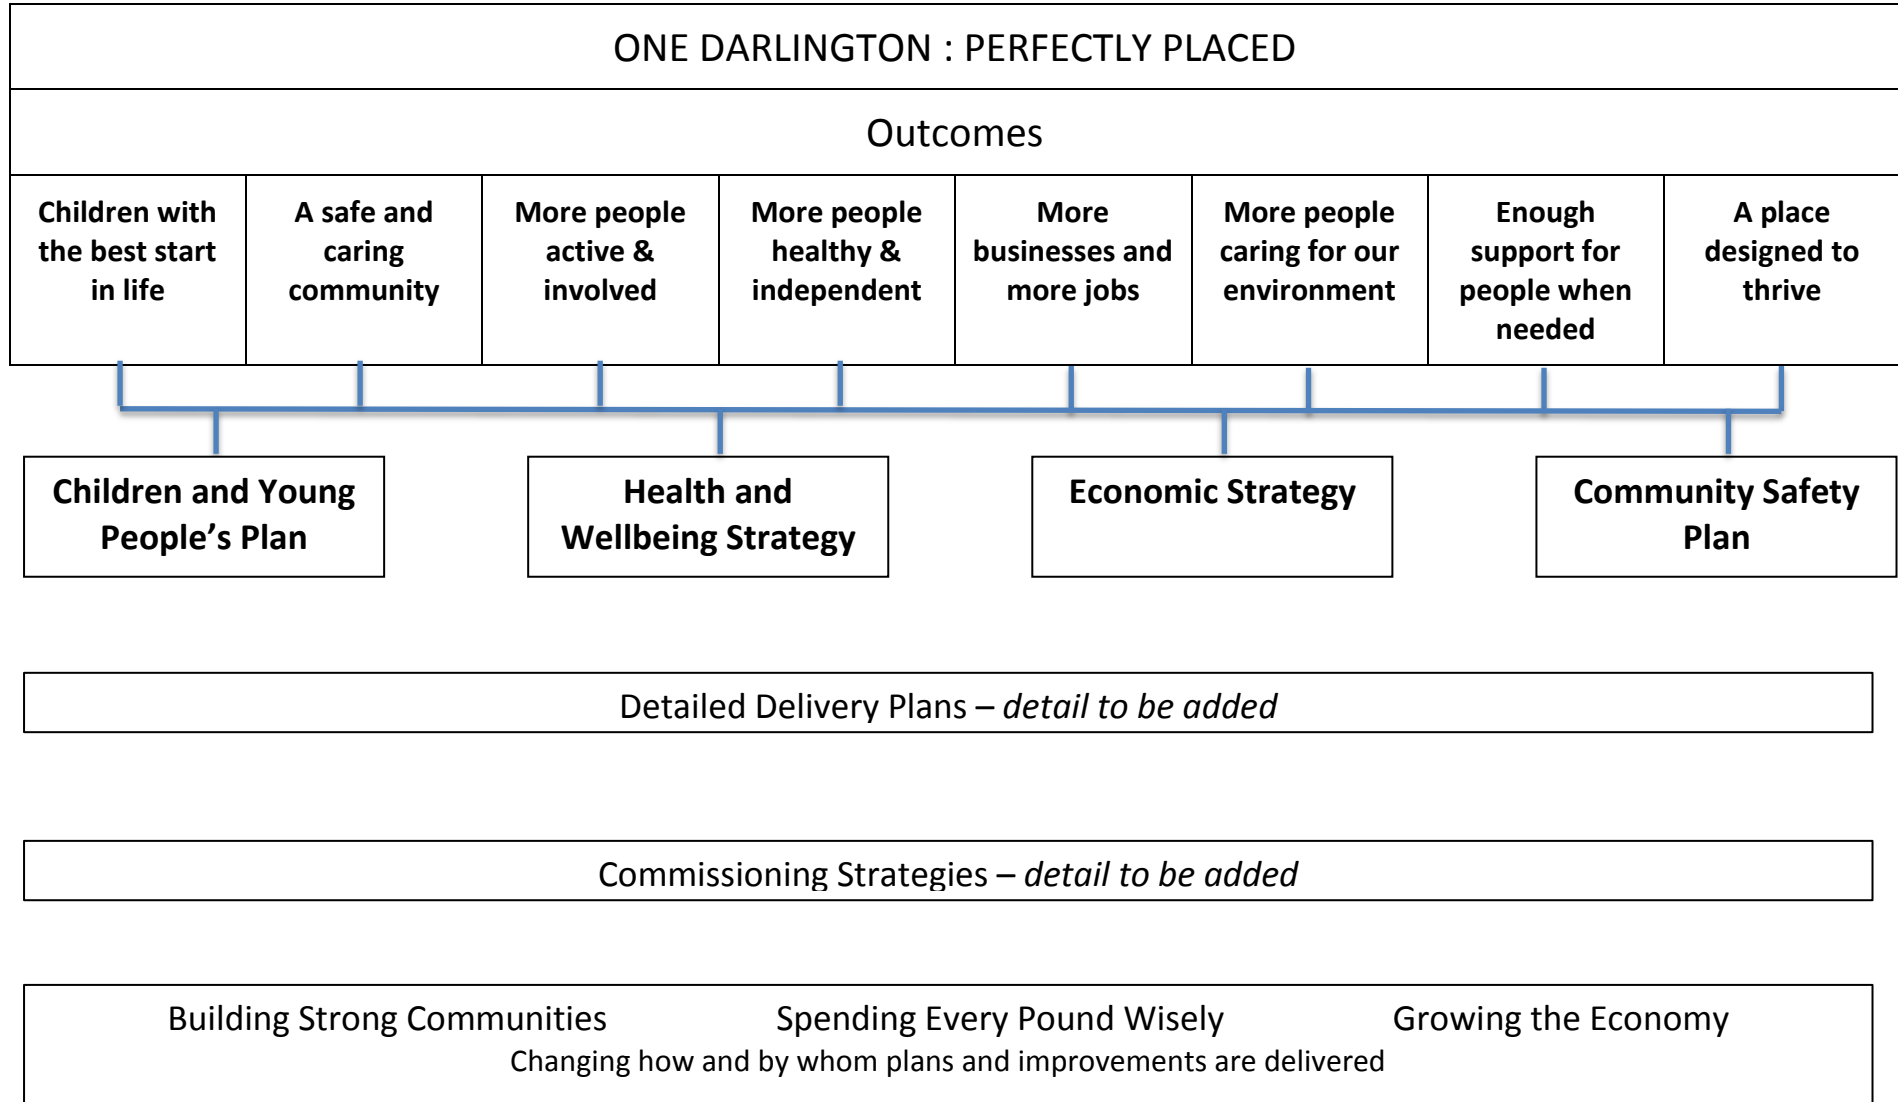 ONE DARLINGTON : PERFECTLY PLACED
Outcomes
Children with
the best start
in life
A safe and
caring
community
More people
active &
involved
More people
healthy &
independent
More
businesses and
more jobs
More people
caring for our
environment
Enough
support for
people when
needed
A place
designed to
thrive
Children and Young
People’s Plan
Health and
Wellbeing Strategy
Economic Strategy
Community Safety
Plan
Detailed Delivery Plans – detail to be added
Commissioning Strategies – detail to be added
Building Strong Communities Spending Every Pound Wisely Growing the Economy
Changing how and by whom plans and improvements are delivered